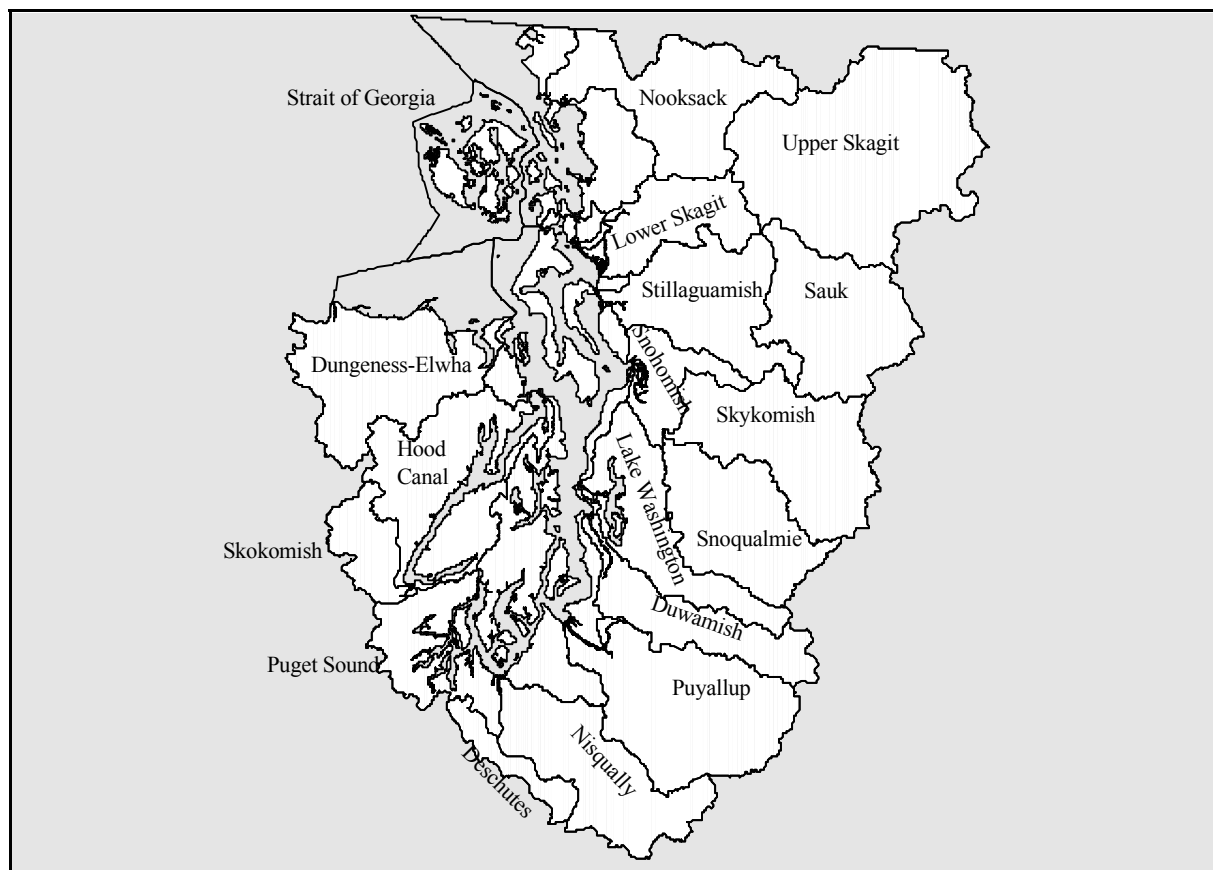 Strait of Georgia
Nooksack
Upper Skagit
Lower Skagit
Stillaguamish
Sauk
Snohomish
Dungeness-Elwha
Skykomish
Hood
Canal
Lake Washington
Snoqualmie
Skokomish
Duwamish
Puget Sound
Puyallup
Nisqually
Deschutes